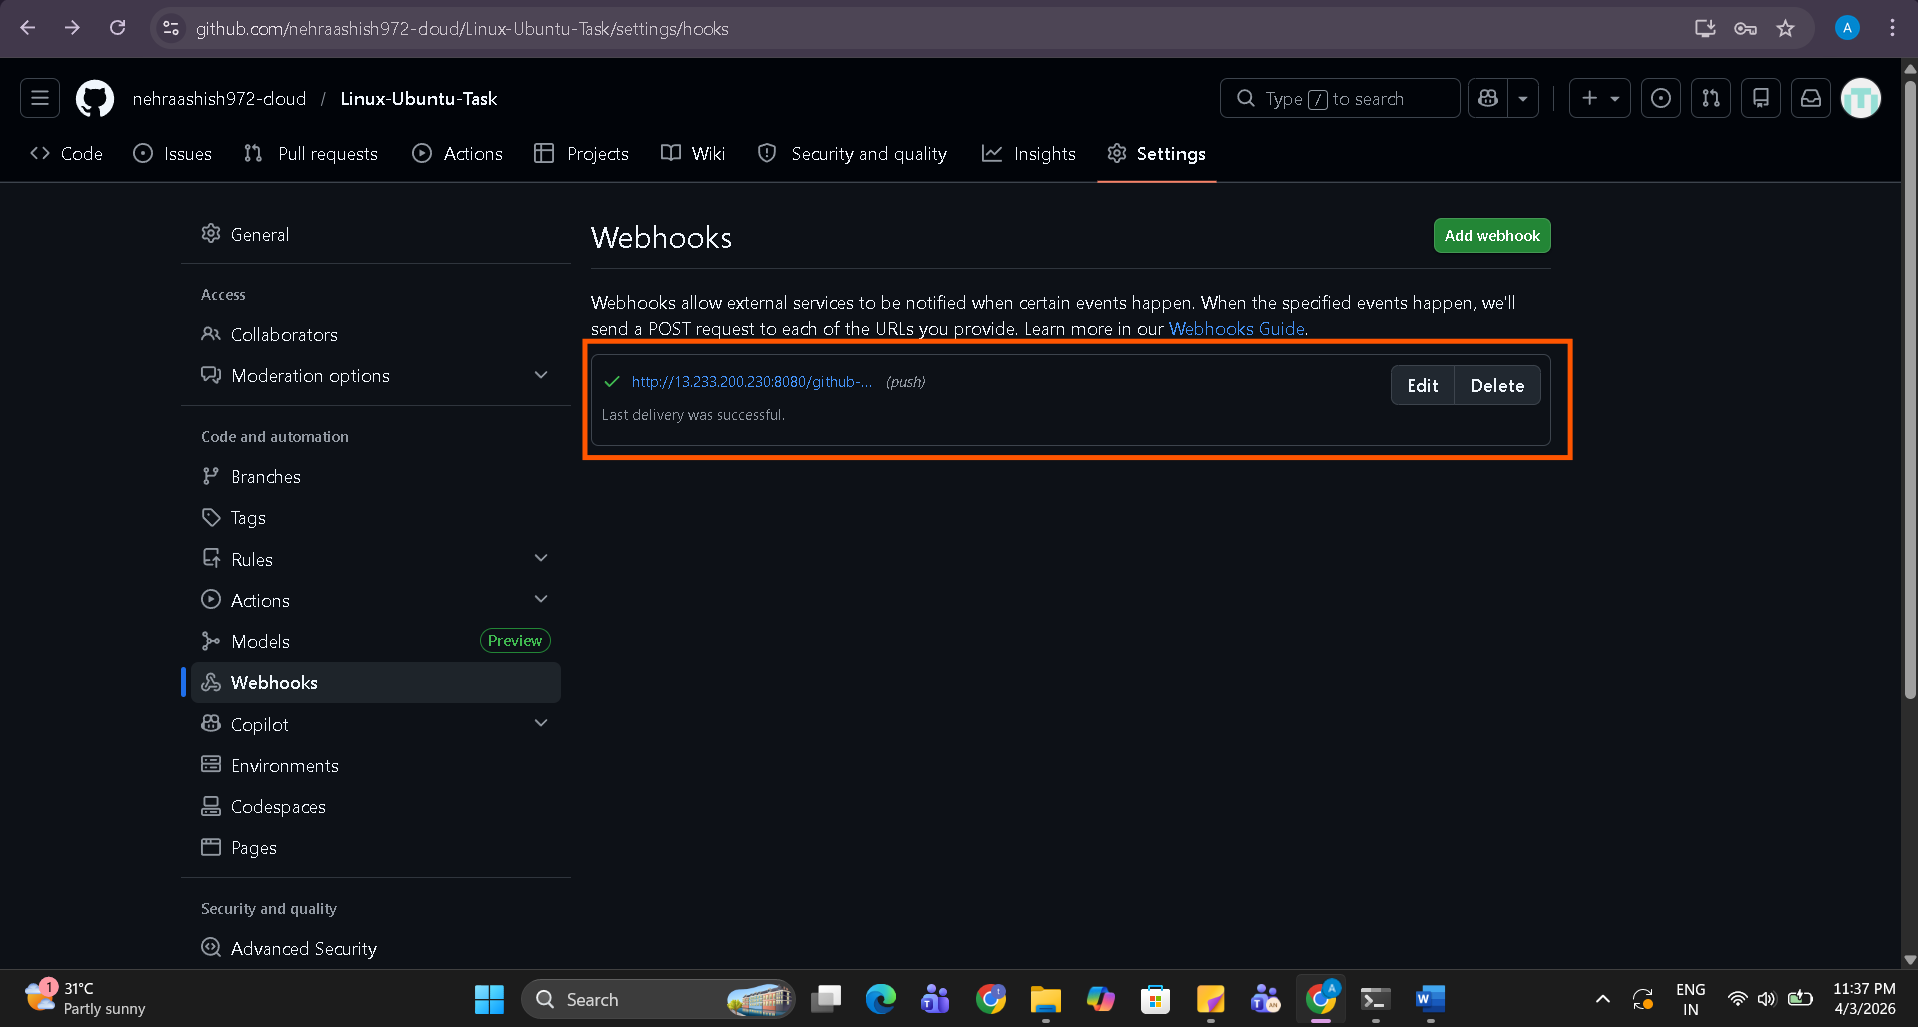 github.com/nehraashish972-cloud/Linux-Ubuntu-Task/settings/hooks
A
nehraashish972-cloud / Linux-Ubuntu-Task
Type / to search
Code
Issues
Pull requests
Actions
Projects
Wiki
Security and quality
Insights
Settings
General
Access
Collaborators
Moderation options
Code and automation
Branches
Tags
Rules
Actions
Models
Preview
Webhooks
Copilot
Environments
Codespaces
Pages
Security and quality
Advanced Security
Webhooks
Add webhook
Webhooks allow external services to be notified when certain events happen. When the specified events happen, we'll
send a POST request to each of the URLs you provide. Learn more in our Webhooks Guide.
http://13.233.200.230:8080/github-... (push)
Edit
Delete
Last delivery was successful.
1
31°C
Partly sunny
Search
ENG
IN
11:37 PM
4/3/2026